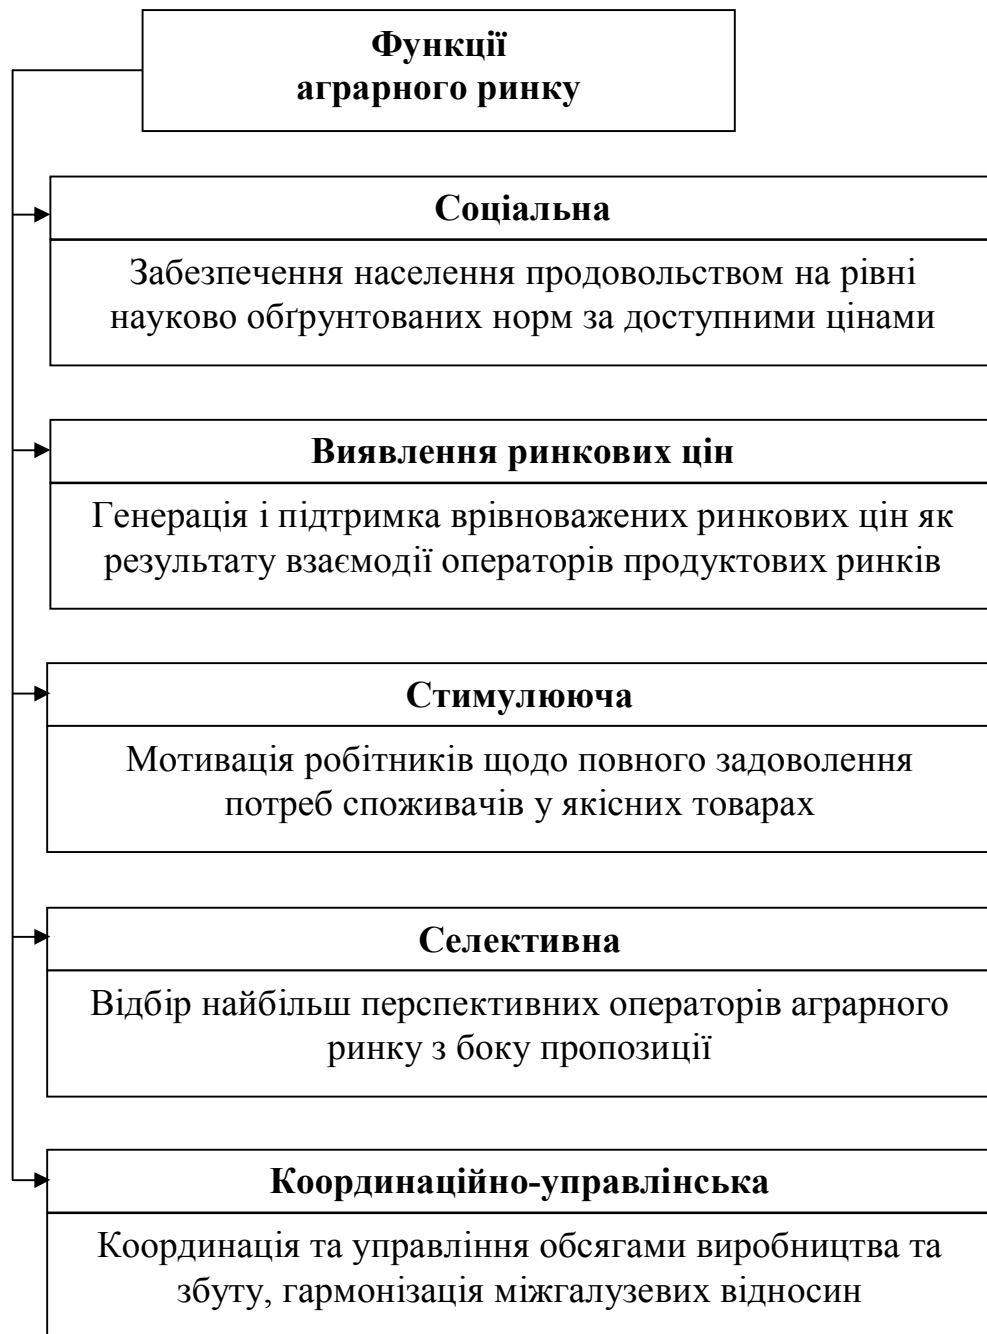 Функції
аграрного ринку
Соціальна
Забезпечення населення продовольством на рівні
науково обґрунтованих норм за доступними цінами
Виявлення ринкових цін
Генерація і підтримка врівноважених ринкових цін як
результату взаємодії операторів продуктових ринків
Стимулююча
Мотивація робітників щодо повного задоволення
потреб споживачів у якісних товарах
Селективна
Відбір найбільш перспективних операторів аграрного
ринку з боку пропозиції
Координаційно-управлінська
Координація та управління обсягами виробництва та
збуту, гармонізація міжгалузевих відносин